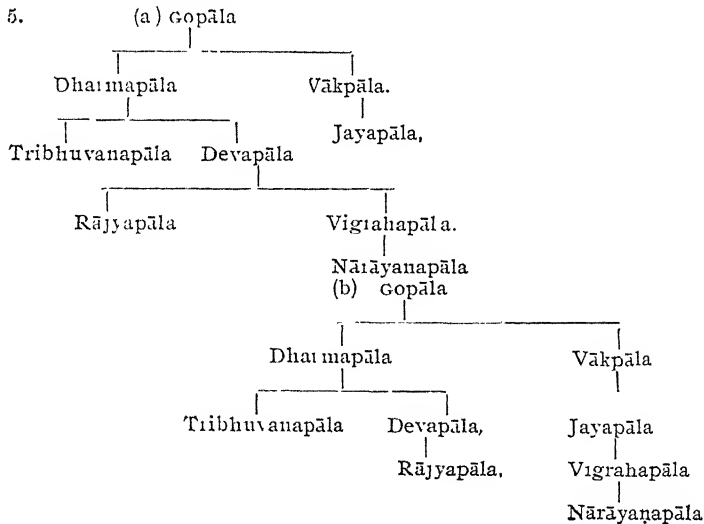 5. (a) Gopāla
Dharmapāla Vākpāla.
Jayapāla,
Tribhuvanapāla Devapāla
Rājyapāla Vigrahapāla.
Nārāyanapāla
(b) Gopāla
Dharmapāla Vākpāla
Tribhuvanapāla Devapāla, Jayapāla
Rājyapāla, Vigrahapāla
Nārāyaṇapāla